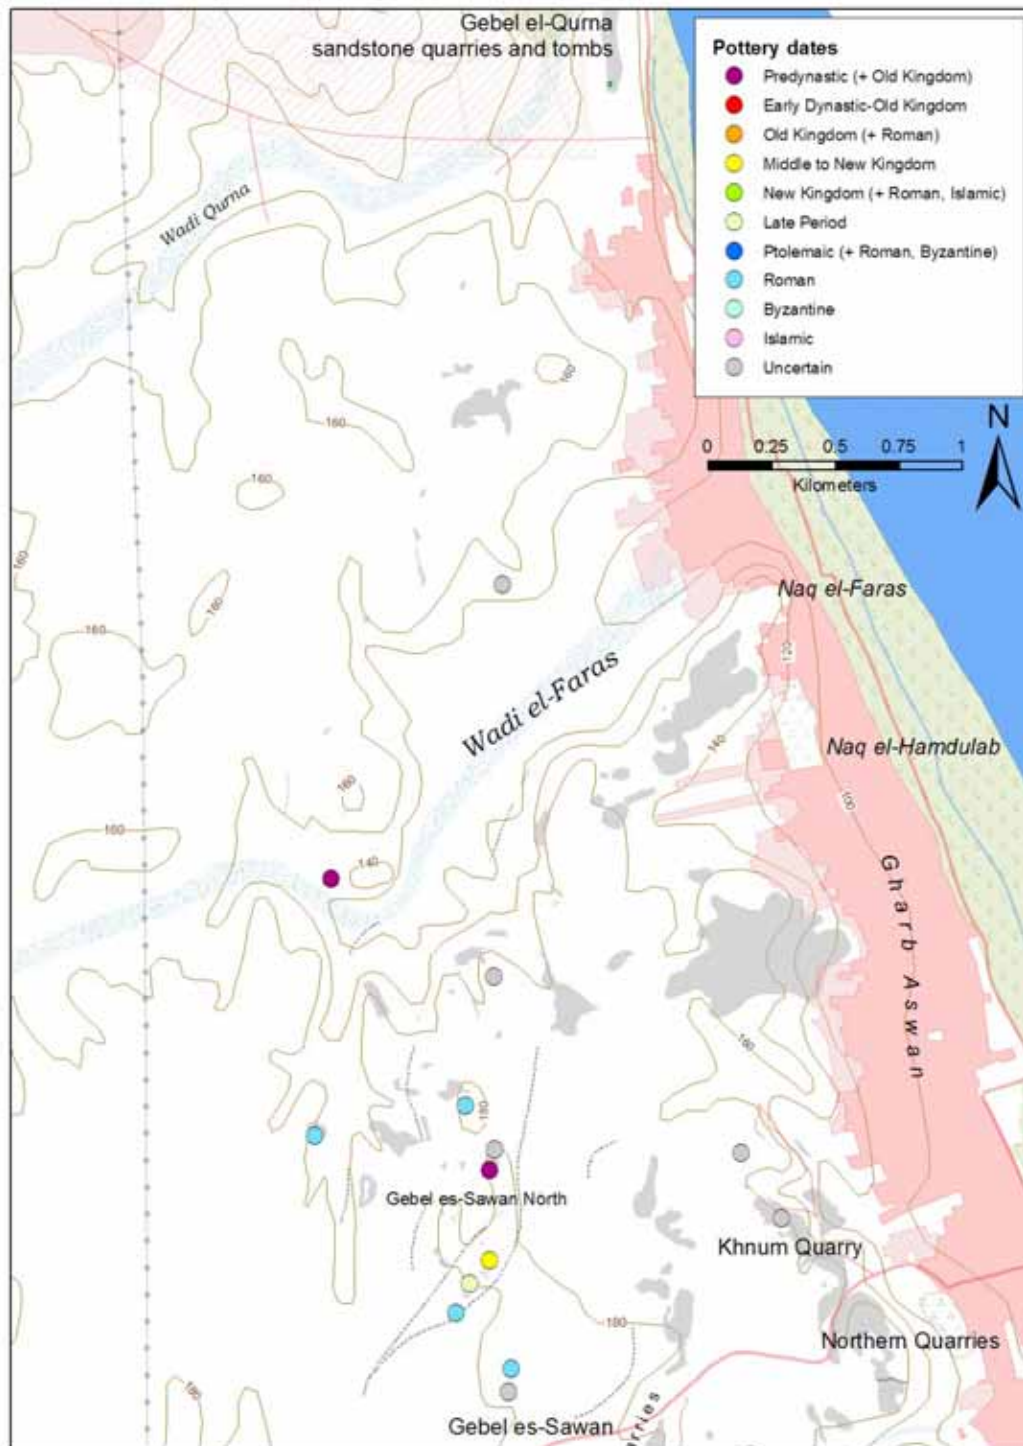 Gebel el-Qurna
sandstone quarries and tombs
Pottery dates
Predynastic (+ Old Kingdom)
Early Dynastic-Old Kingdom
Old Kingdom (+ Roman)
Middle to New Kingdom
New Kingdom (+ Roman, Islamic)
Late Period
Ptolemaic (+ Roman, Byzantine)
Roman
Byzantine
Islamic
Uncertain
N
0 0.25 0.5 0.75 1
Kilometers
Wadi Qurna
160
160
160
160
160
160
Naq el-Faras
120
Wadi el-Faras
140
Naq el-Hamdulab
160
100
160
140
Gharb Aswan
160
180
Gebel es-Sawan North
Khnum Quarry
180
Northern Quarries
180
Gebel es-Sawan